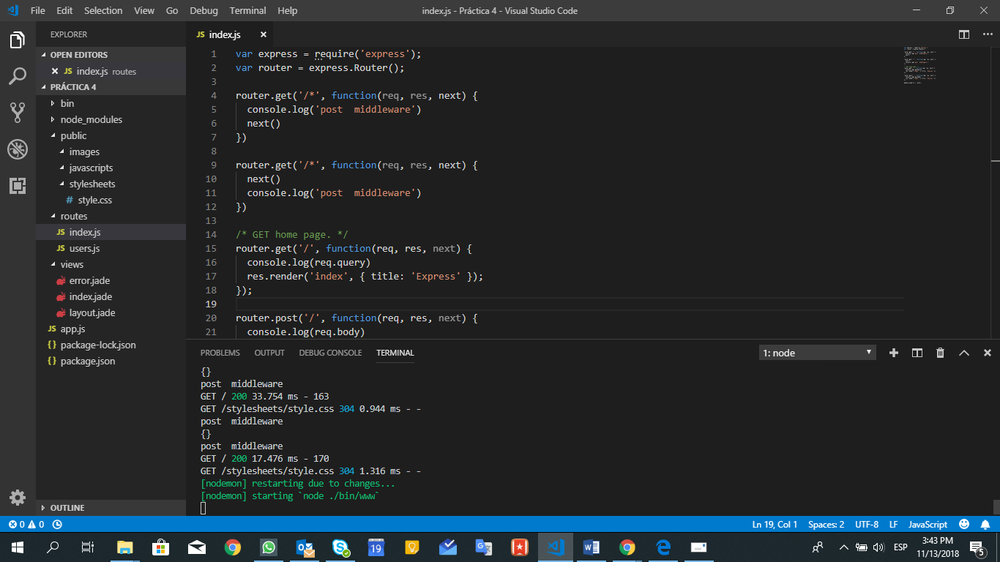 File Edit Selection View Go Debug Terminal Help
index.js - Práctica 4 - Visual Studio Code
EXPLORER
OPEN EDITORS
JS index.js routes
PRÁCTICA 4
bin
node_modules
public
images
javascripts
stylesheets
# style.css
routes
JS index.js
JS users.js
views
error.jade
index.jade
layout.jade
JS app.js
{} package-lock.json
{} package.json
OUTLINE
JS index.js
1 var express = require('express');
2 var router = express.Router();
3
4 router.get('/*', function(req, res, next) {
5 console.log('post  middleware')
6 next()
7 })
8
9 router.get('/*', function(req, res, next) {
10 next()
11 console.log('post  middleware')
12 })
13
14 /* GET home page. */
15 router.get('/', function(req, res, next) {
16 console.log(req.query)
17 res.render('index', { title: 'Express' });
18 });
19
20 router.post('/', function(req, res, next) {
21 console.log(req.body)
PROBLEMS OUTPUT DEBUG CONSOLE TERMINAL
1: node
{}
post  middleware
GET / 200 33.754 ms - 163
GET /stylesheets/style.css 304 0.944 ms - -
post  middleware
{}
post  middleware
GET / 200 17.476 ms - 170
GET /stylesheets/style.css 304 1.316 ms - -
[nodemon] restarting due to changes...
[nodemon] starting `node ./bin/www`
0 0
Ln 19, Col 1 Spaces: 2 UTF-8 LF JavaScript
19
ESP
3:43 PM
11/13/2018
5